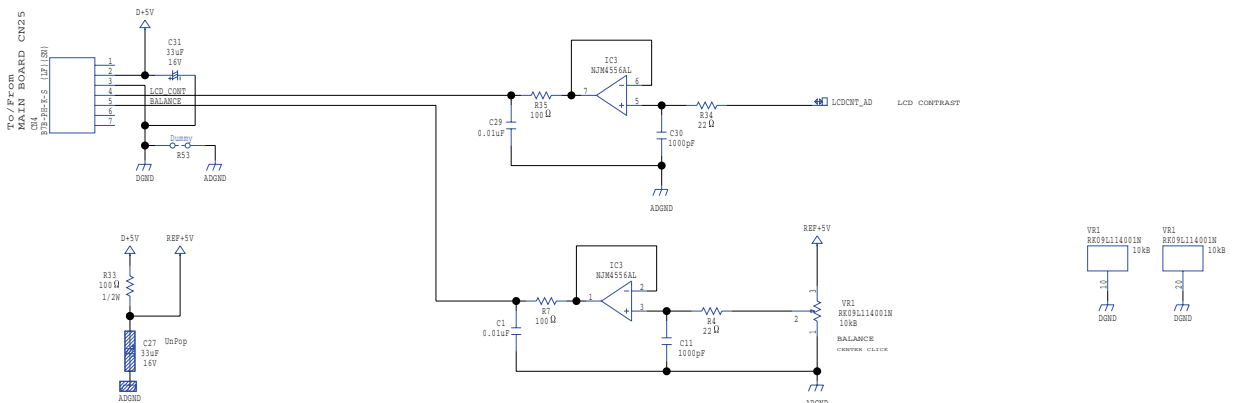 To/From
MAIN BOARD CN25
CN4
B7B-PH-K-S (LF)(SN)
D+5V
C31
33uF
16V
1
2
3
4
5
6
7
LCD_CONT
BALANCE
Dummy
R53
DGND
ADGND
IC3
NJM4556AL
6
5
7
R35
100Ω
C29
0.01uF
C30
1000pF
R34
22Ω
LCDCNT_AD
LCD CONTRAST
ADGND
D+5V
REF+5V
R33
100Ω
1/2W
C27
33uF
16V
UnPop
ADGND
IC3
NJM4556AL
2
3
1
R7
100Ω
C1
0.01uF
C11
1000pF
R4
22Ω
REF+5V
3
2
1
VR1
RK09L114001N
10kB
BALANCE
CENTER CLICK
ADGND
VR1
RK09L114001N
10kB
10
DGND
VR1
RK09L114001N
10kB
20
DGND